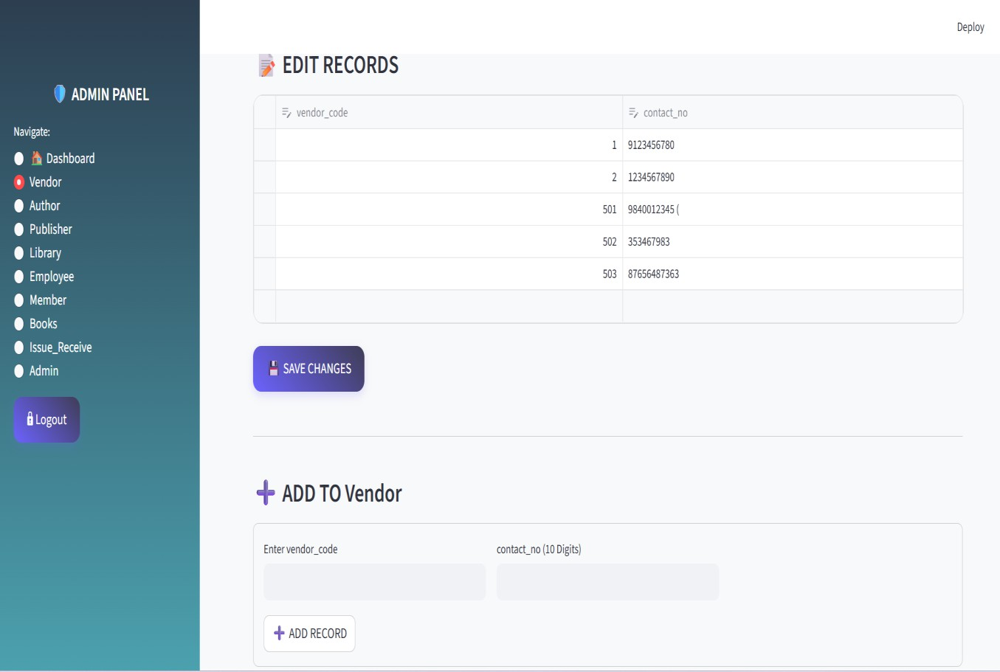 Deploy
ADMIN PANEL
Navigate:
Dashboard
Vendor
Author
Publisher
Library
Employee
Member
Books
Issue_Receive
Admin
Logout
EDIT RECORDS
vendor_code contact_no
1 9123456780
2 1234567890
501 9840012345 (
502 353467983
503 87656487363
SAVE CHANGES
ADD TO Vendor
Enter vendor_code contact_no (10 Digits)
ADD RECORD